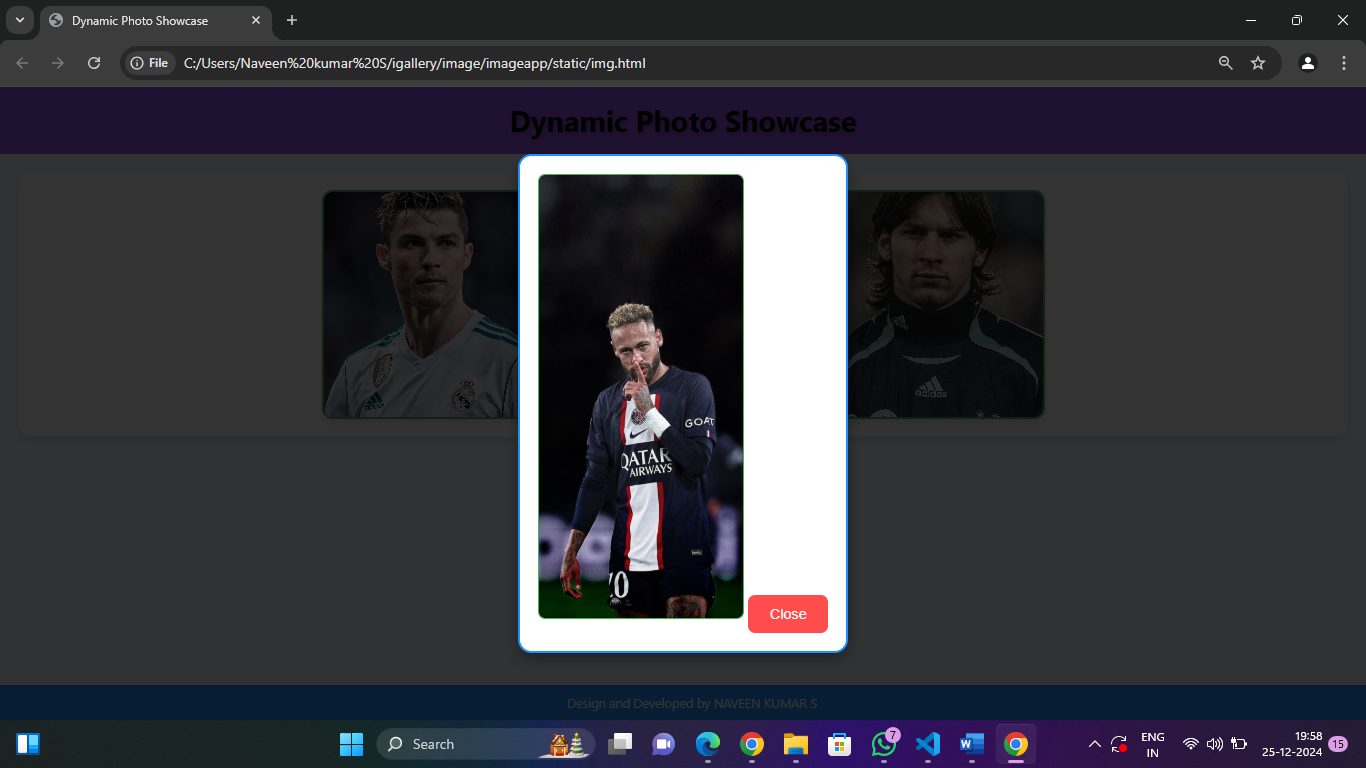 Dynamic Photo Showcase
File
C:/Users/Naveen%20kumar%20S/igallery/image/imageapp/static/img.html
Dynamic Photo Showcase
adidas
GOAT
QATAR
AIRWAYS
10
Close
Design and Developed by NAVEEN KUMAR S
Search
7
ENG
IN
19:58
25-12-2024
15